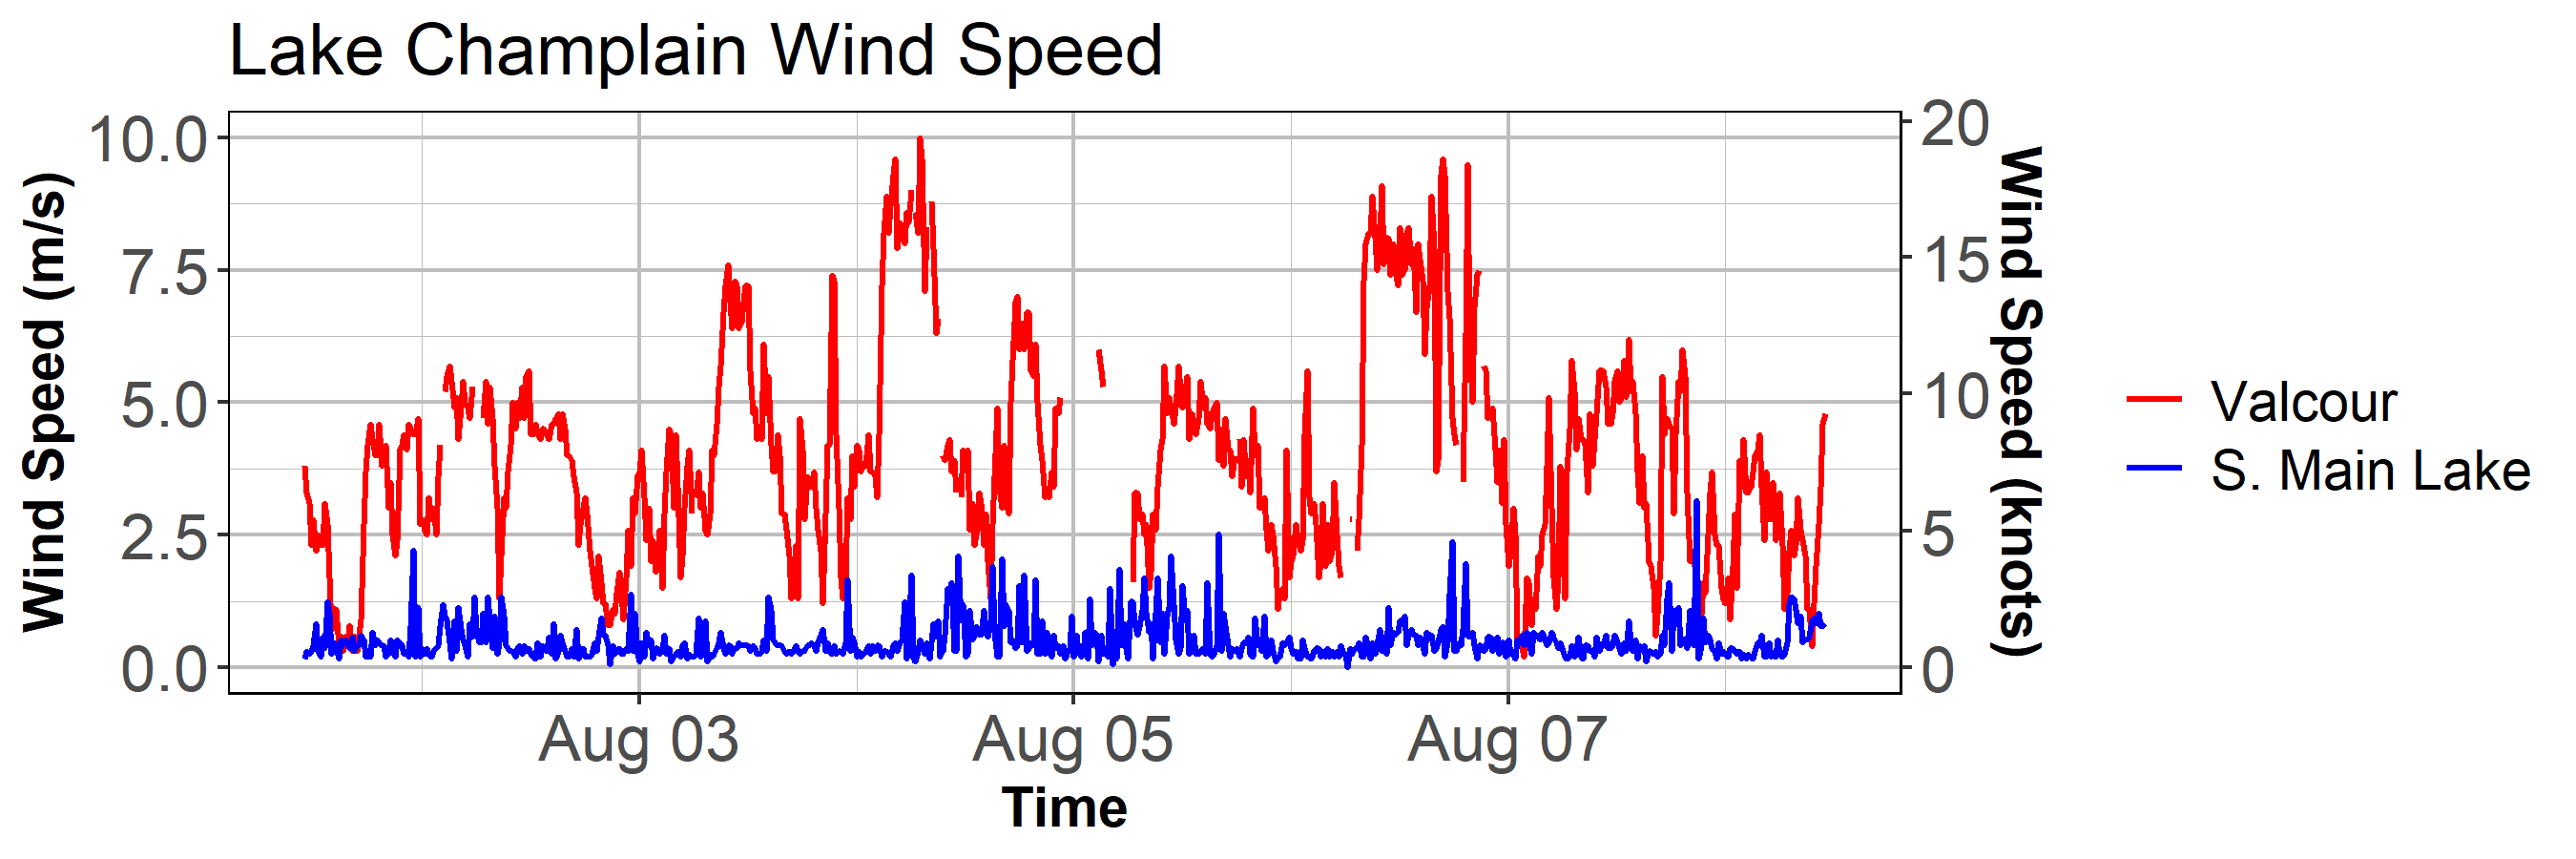 Lake Champlain Wind Speed
Wind Speed (m/s)
10.0
7.5
5.0
2.5
0.0
20
15
10
5
0
Wind Speed (knots)
Aug 03
Aug 05
Aug 07
Time
Valcour
S. Main Lake